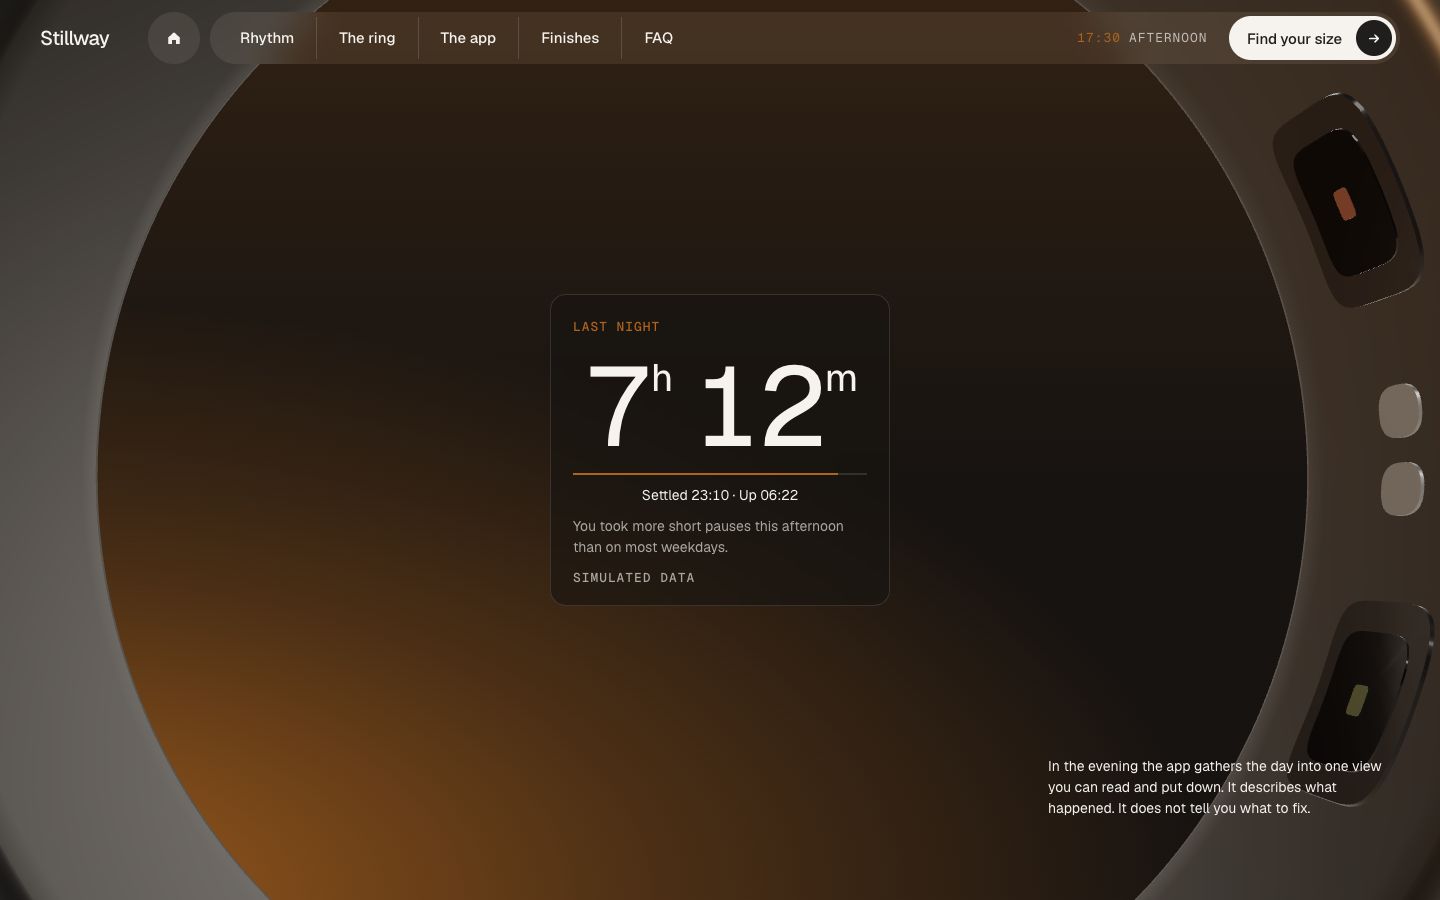 Stillway
Rhythm
The ring
The app
Finishes
FAQ
17:30 AFTERNOON
Find your size
LAST NIGHT
7h 12m
Settled 23:10 · Up 06:22
You took more short pauses this afternoon
than on most weekdays.
SIMULATED DATA
In the evening the app gathers the day into one view
you can read and put down. It describes what
happened. It does not tell you what to fix.